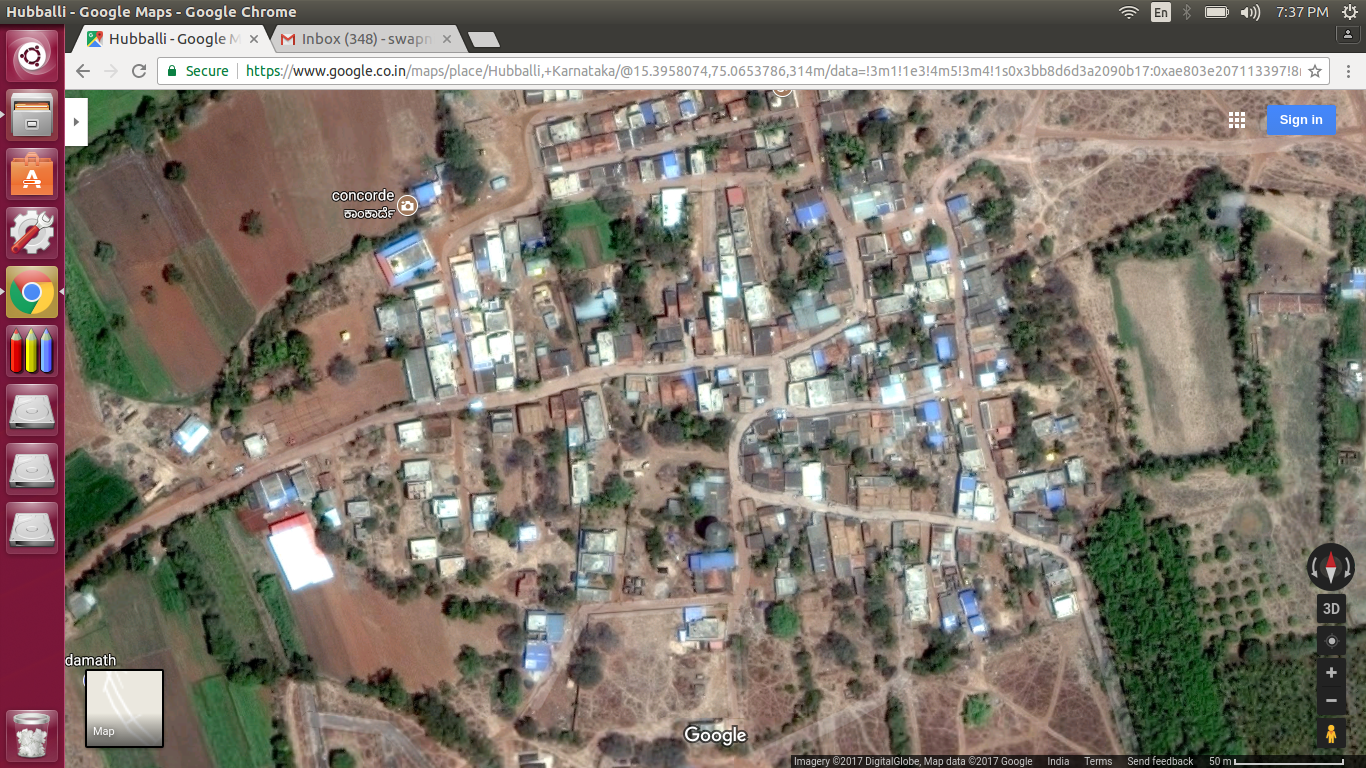 Hubballi - Google Maps - Google Chrome
En
7:37 PM
Hubballi - Google M
Inbox (348) - swapn
Secure
https://www.google.co.in/maps/place/Hubballi,+Karnataka/@15.3958074,75.0653786,314m/data=!3m1!1e3!4m5!3m4!1s0x3bb8d6d3a2090b17:0xae803e207113397!8
Sign in
concorde
ಕಾಂಕಾರ್ಡೆ
3D
damath
Map
Google
Imagery ©2017 DigitalGlobe, Map data ©2017 Google
India
Terms
Send feedback
50 m